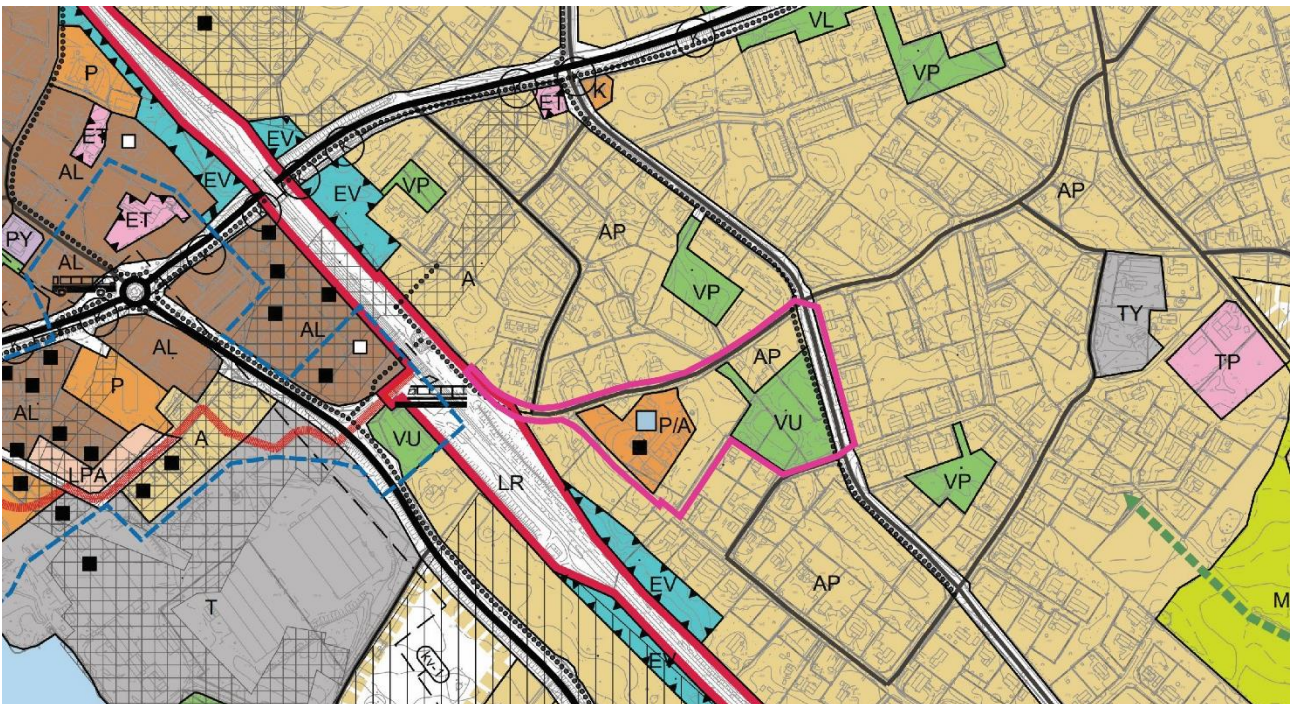 VL
K
VP
P
ET
K
K
EV
ET
AL
EV
K
VP
EV
K
AP
ET
AP
PY
K
AL
K
VP
A
TY
AL
TP
AL
AP
P
P/A
AL
VU
A
VU
LPA
LR
VP
EV
AP
T
M
EV
kv-1